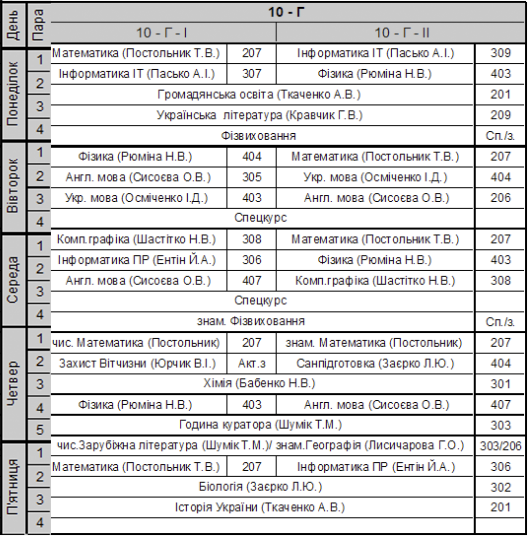 День Пара 10 - Г
10 - Г - I 10 - Г - II
Понеділок
1 Математика (Постольник Т.В.) 207 Інформатика ІТ (Пасько А.І.) 309
2 Інформатика ІТ (Пасько А.І.) 307 Фізика (Рюміна Н.В.) 403
3 Громадянська освіта (Ткаченко А.В.) 201
4 Українська література (Кравчик Г.В.) 209
Фізвиховання Сп./з.
Вівторок
1 Фізика (Рюміна Н.В.) 404 Математика (Постольник Т.В.) 207
2 Англ. мова (Сисоєва О.В.) 305 Укр. мова (Осміченко І.Д.) 404
3 Укр. мова (Осміченко І.Д.) 403 Англ. мова (Сисоєва О.В.) 206
4 Спецкурс
Середа
1 Комп.графіка (Шастітко Н.В.) 308 Математика (Постольник Т.В.) 207
2 Інформатика ПР (Ентін Й.А.) 306 Фізика (Рюміна Н.В.) 403
3 Англ. мова (Сисоєва О.В.) 407 Комп.графіка (Шастітко Н.В.) 308
Спецкурс
4 знам. Фізвиховання Сп./з.
Четвер
1 чис. Математика (Постольник) 207 знам. Математика (Постольник) 207
2 Захист Вітчизни (Юрчик В.І.) Акт.з Санпідготовка (Заєрко Л.Ю.) 404
3 Хімія (Бабенко Н.В.) 301
4 Фізика (Рюміна Н.В.) 403 Англ. мова (Сисоєва О.В.) 407
5 Година куратора (Шумік Т.М.) 303
П'ятниця
1 чис.Зарубіжна література (Шумік Т.М.)/ знам.Географія (Лисичарова Г.О.) 303/206
2 Математика (Постольник Т.В.) 207 Інформатика ПР (Ентін Й.А.) 306
Біологія (Заєрко Л.Ю.) 302
3 Історія України (Ткаченко А.В.) 201
4